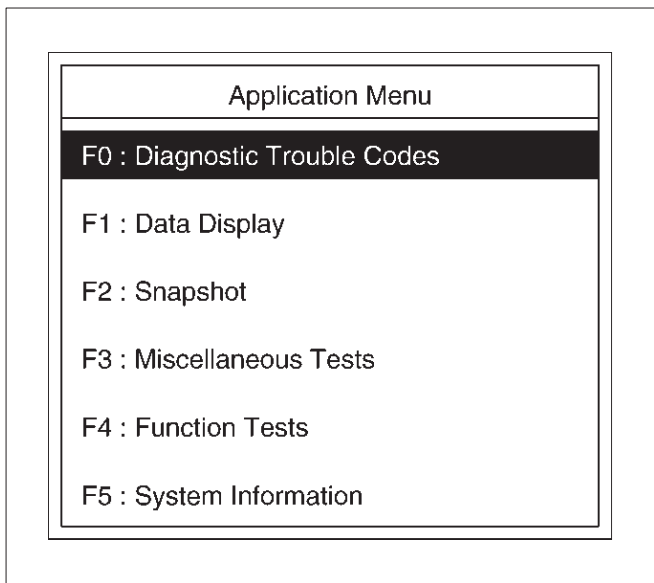 Application Menu
F0 : Diagnostic Trouble Codes
F1 : Data Display
F2 : Snapshot
F3 : Miscellaneous Tests
F4 : Function Tests
F5 : System Information